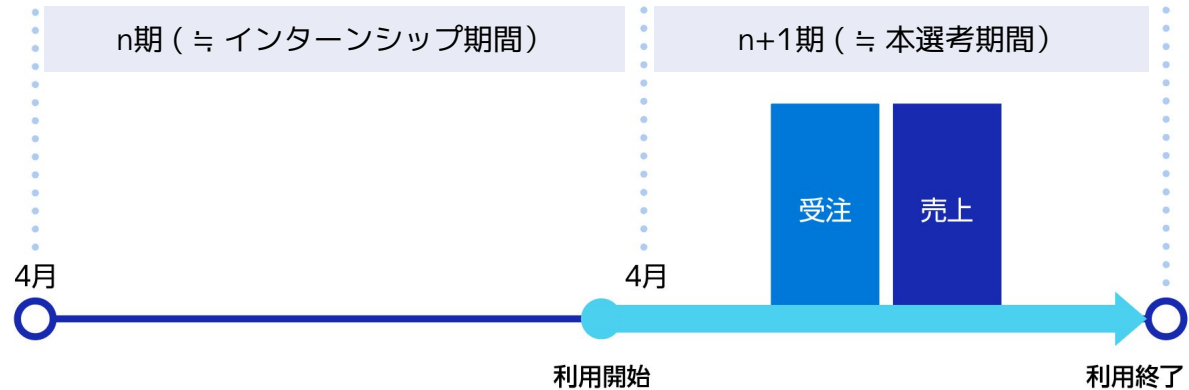 n期 ( ≒ インターンシップ期間 )
n+1期 ( ≒ 本選考期間 )
受注
売上
4月
4月
利用開始
利用終了